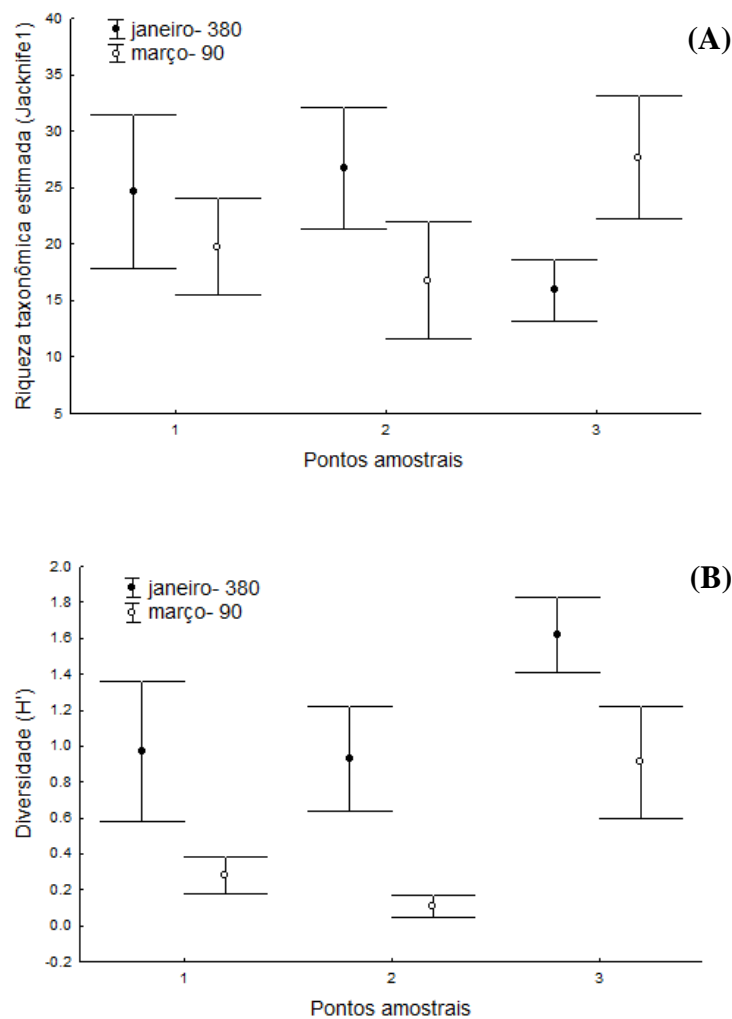 (A)
janeiro- 380
março- 90
Riqueza taxonômica estimada (Jacknife1)
40
35
30
25
20
15
10
5
1 2 3
Pontos amostrais
(B)
janeiro- 380
março- 90
Diversidade (H')
2.0
1.8
1.6
1.4
1.2
1.0
0.8
0.6
0.4
0.2
0.0
-0.2
1 2 3
Pontos amostrais